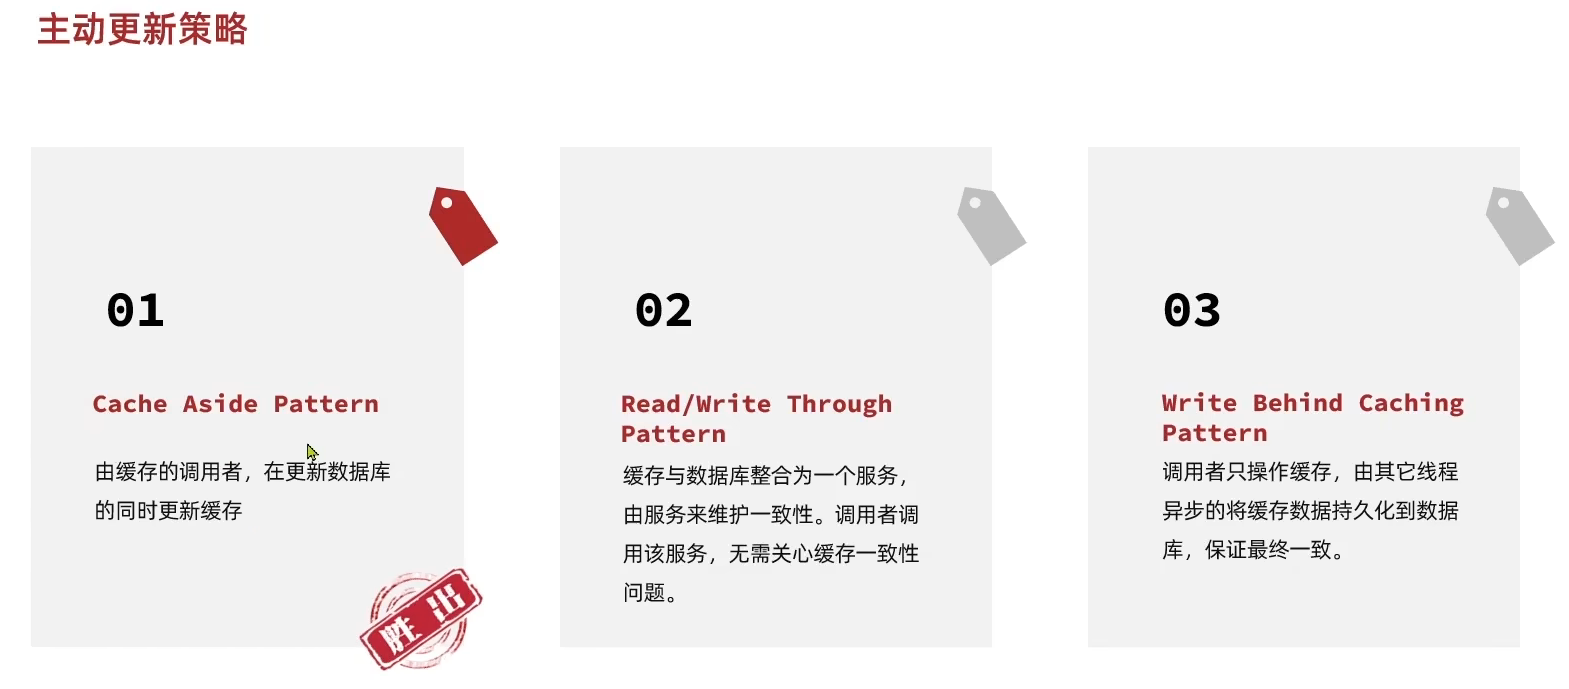 主动更新策略
01
Cache Aside Pattern
由缓存的调用者，在更新数据库
的同时更新缓存
胜出
02
Read/Write Through
Pattern
缓存与数据库整合为一个服务，
由服务来维护一致性。调用者调
用该服务，无需关心缓存一致性
问题。
03
Write Behind Caching
Pattern
调用者只操作缓存，由其它线程
异步的将缓存数据持久化到数据
库，保证最终一致。